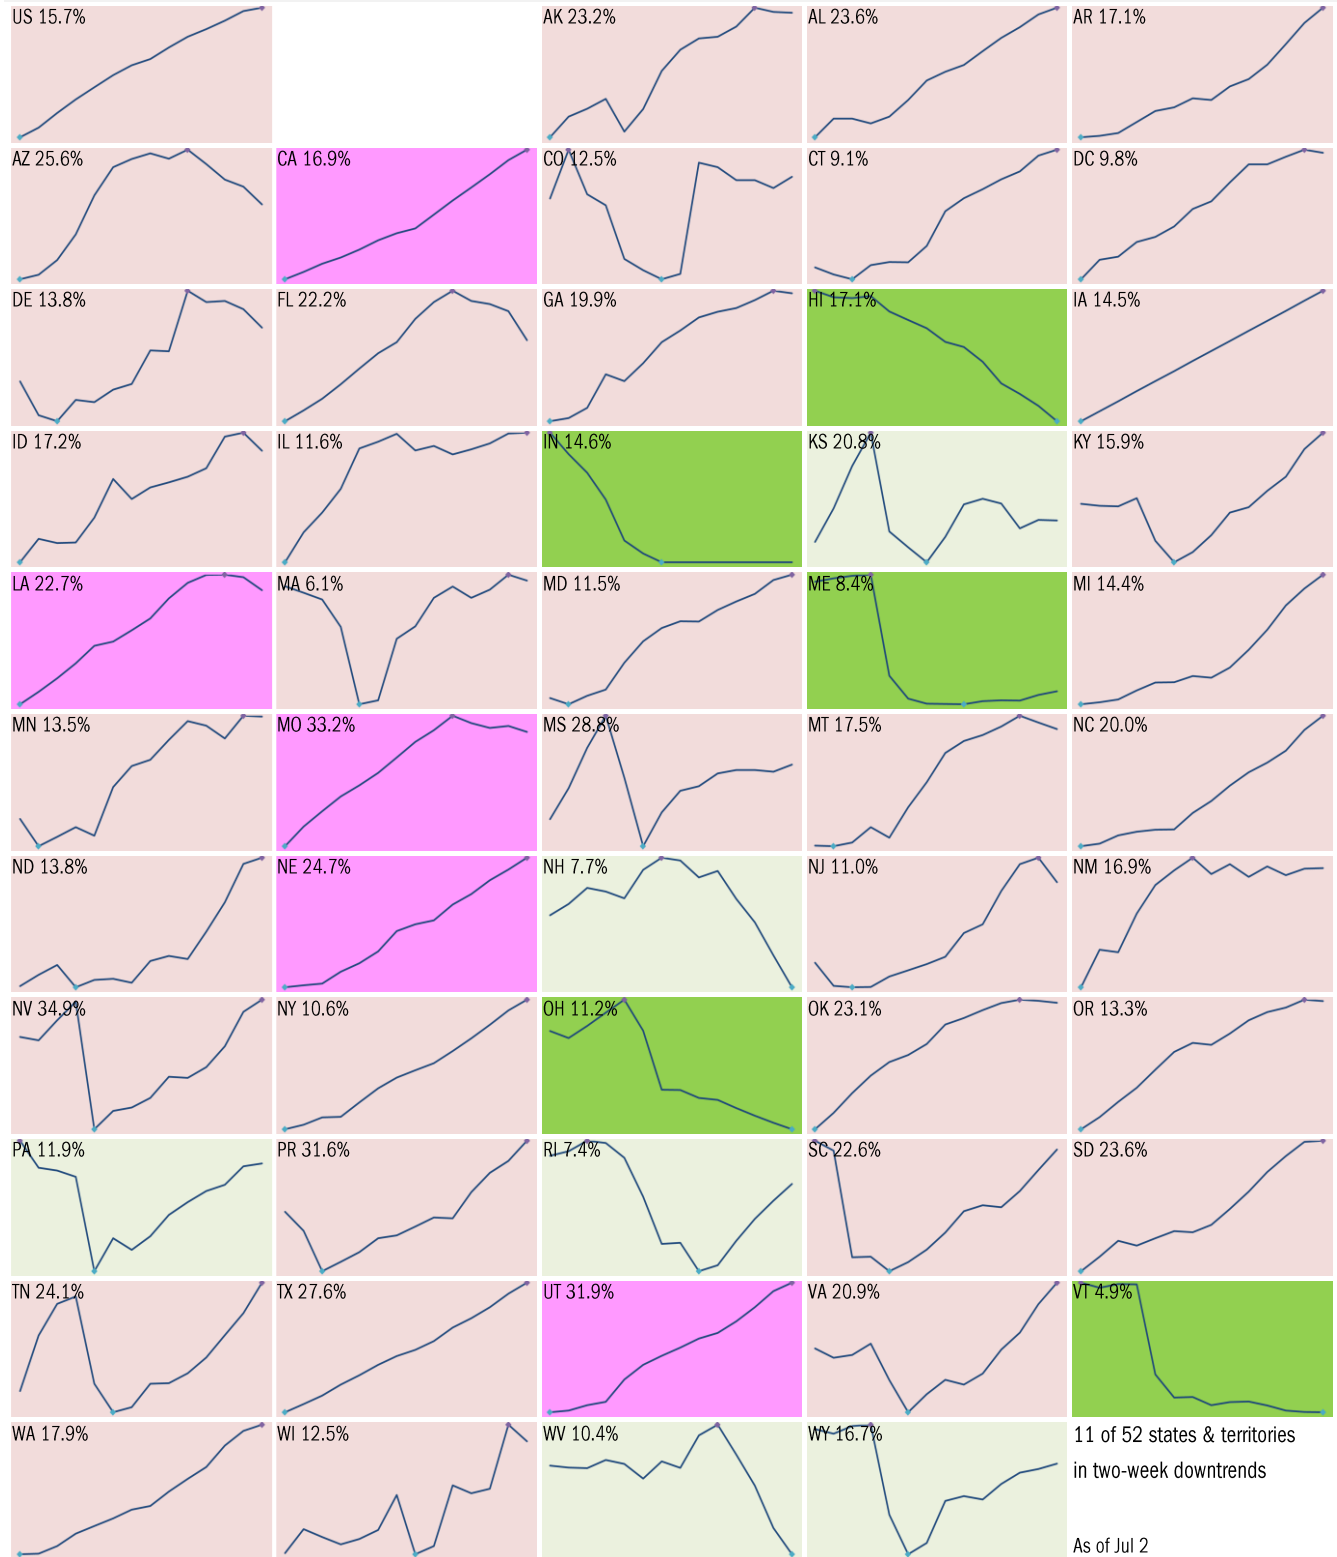 US 15.7%
AK 23.2%
AL 23.6%
AR 17.1%
AZ 25.6%
CA 16.9%
CO 12.5%
CT 9.1%
DC 9.8%
DE 13.8%
FL 22.2%
GA 19.9%
HI 17.1%
IA 14.5%
ID 17.2%
IL 11.6%
IN 14.6%
KS 20.8%
KY 15.9%
LA 22.7%
MA 6.1%
MD 11.5%
ME 8.4%
MI 14.4%
MN 13.5%
MO 33.2%
MS 28.8%
MT 17.5%
NC 20.0%
ND 13.8%
NE 24.7%
NH 7.7%
NJ 11.0%
NM 16.9%
NV 34.9%
NY 10.6%
OH 11.2%
OK 23.1%
OR 13.3%
PA 11.9%
PR 31.6%
RI 7.4%
SC 22.6%
SD 23.6%
TN 24.1%
TX 27.6%
UT 31.9%
VA 20.9%
VT 4.9%
WA 17.9%
WI 12.5%
WV 10.4%
WY 16.7%
11 of 52 states & territories
in two-week downtrends
As of Jul 2